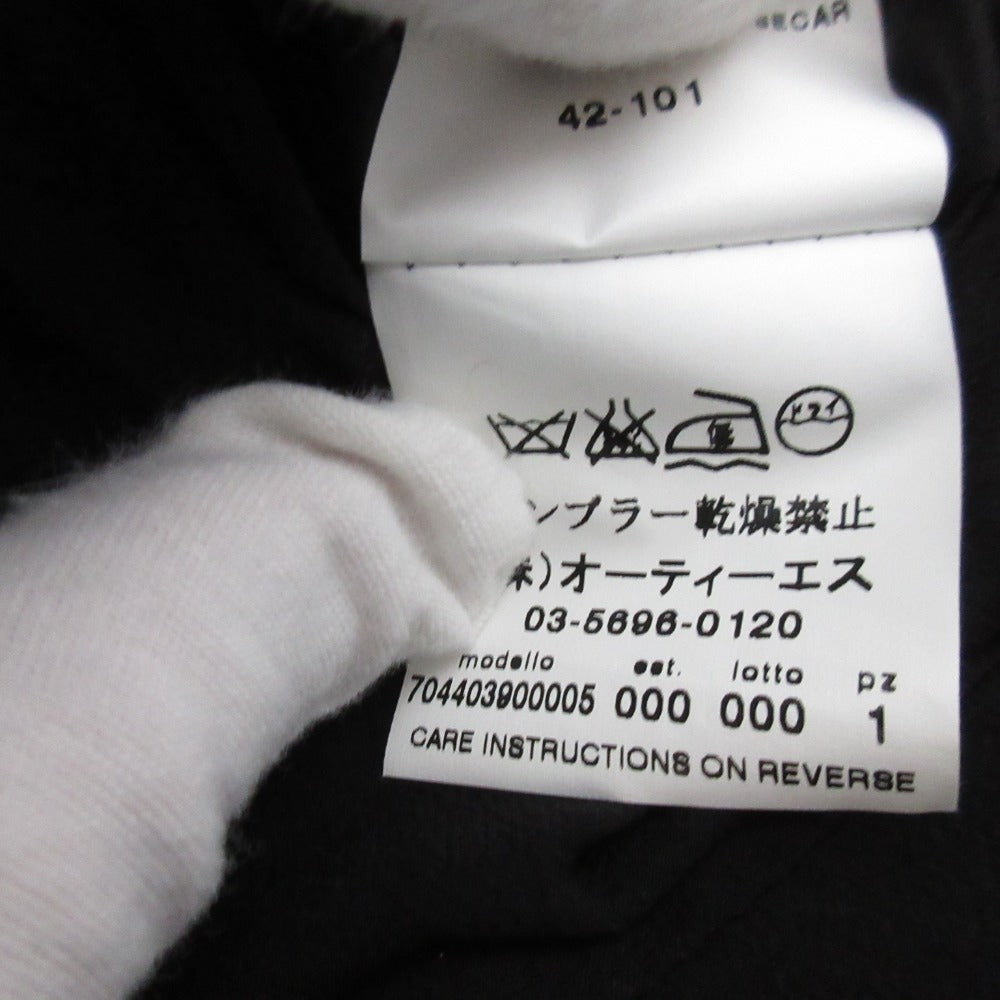 42-101
ドライ
低
ンブラー乾燥禁止
)オーティーエス
03-5696-0120
modello est. lotto pz
704403900005 000 000 1
CARE INSTRUCTIONS ON REVERSE